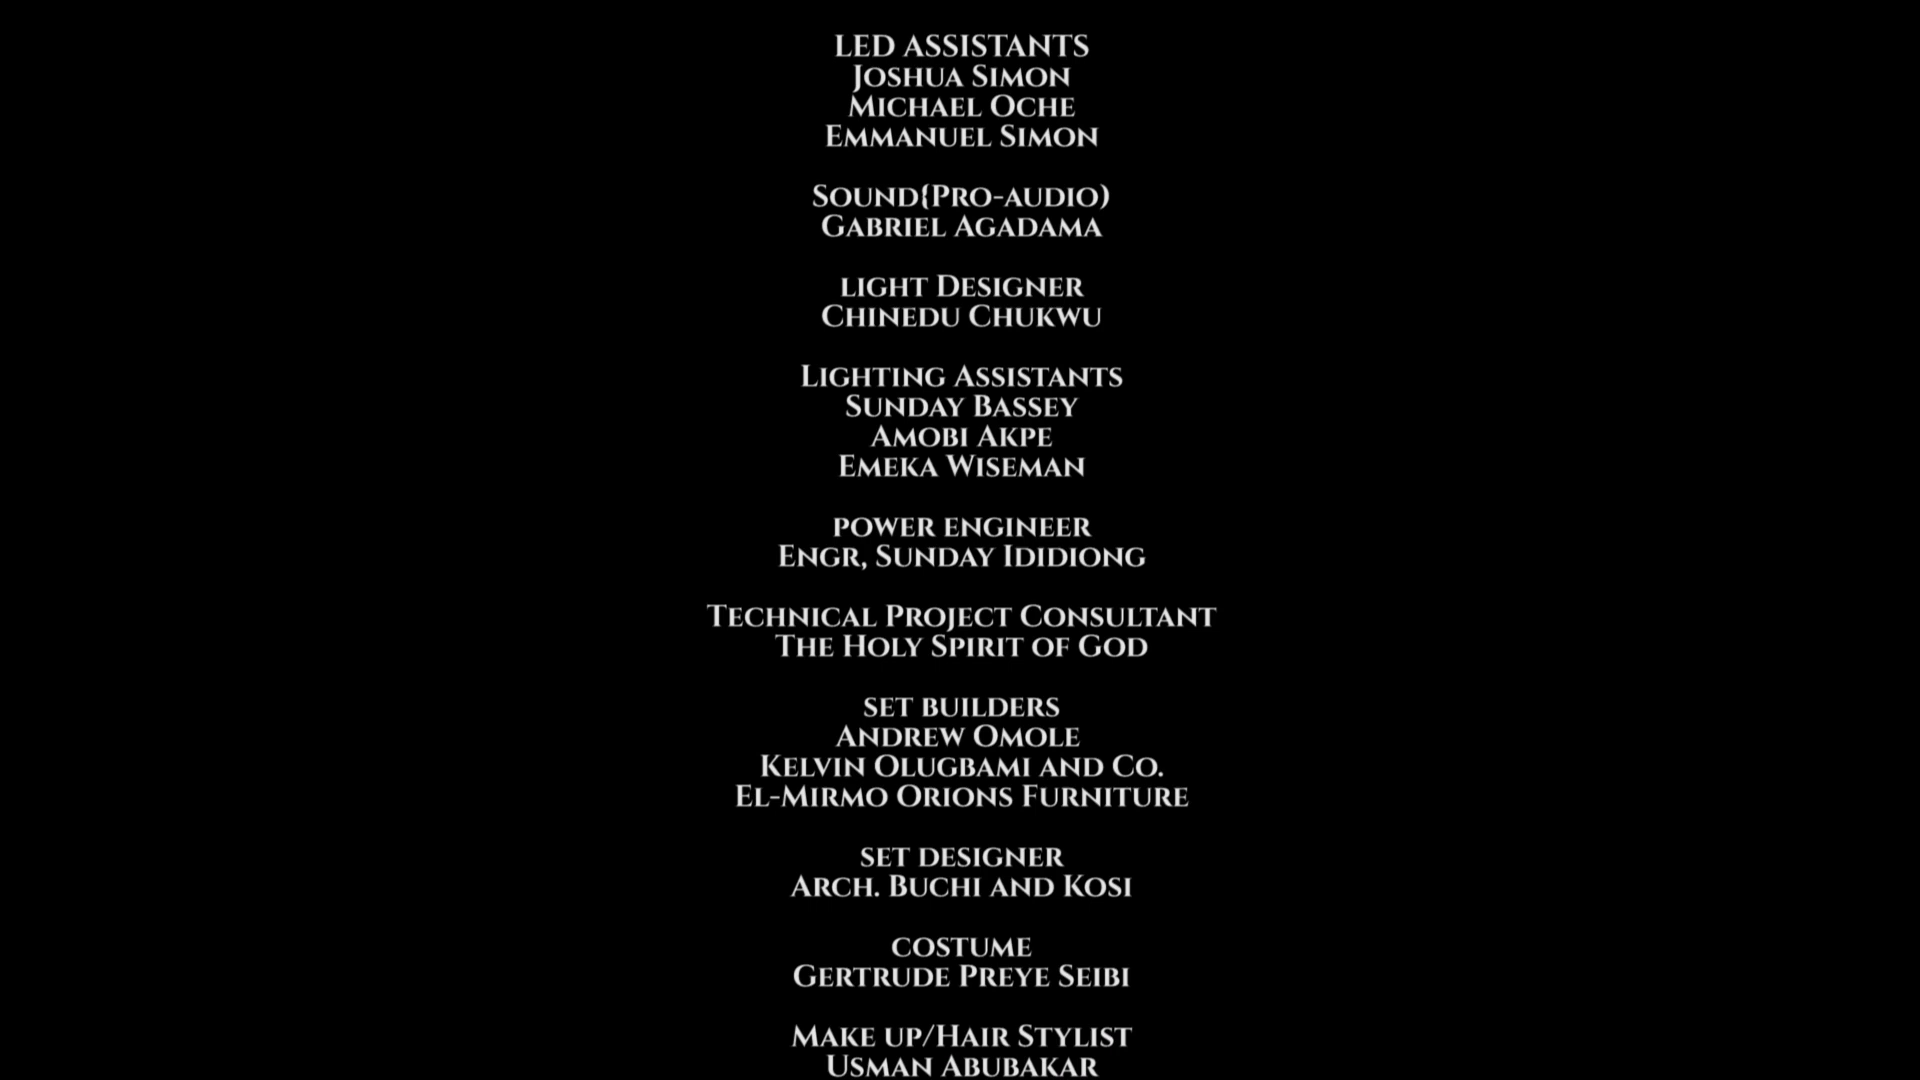 LED ASSISTANTS
Joshua Simon
Michael Oche
Emmanuel Simon
Sound{Pro-audio)
Gabriel Agadama
light Designer
Chinedu Chukwu
Lighting Assistants
Sunday Bassey
Amobi Akpe
Emeka Wiseman
power engineer
Engr, Sunday Ididiong
Technical Project Consultant
The Holy Spirit of God
set builders
Andrew Omole
Kelvin Olugbami and Co.
El-Mirmo Orions Furniture
set designer
Arch. Buchi and Kosi
costume
Gertrude Preye Seibi
Make up/Hair Stylist
Usman Abubakar